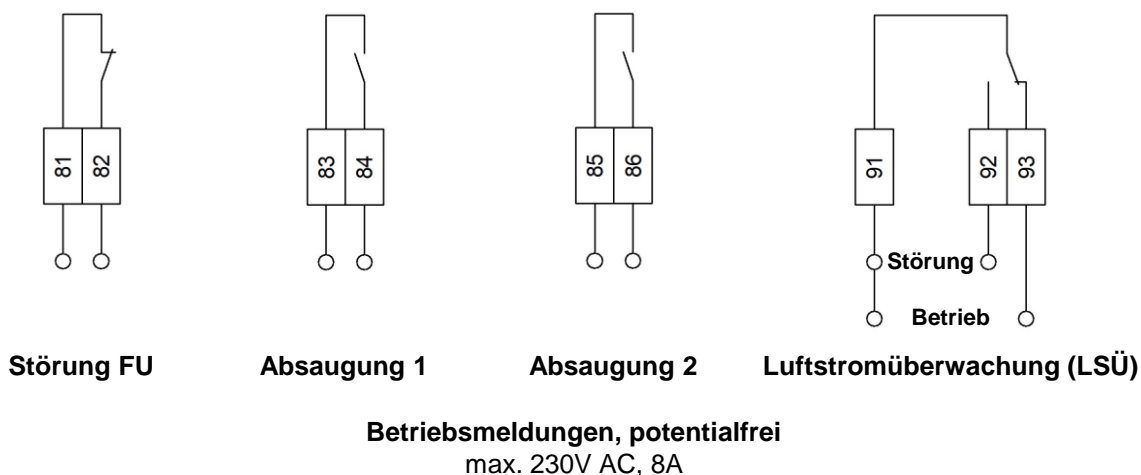 81 82 83 84 85 86 91 92 93
Störung
Betrieb
Störung FU Absaugung 1 Absaugung 2 Luftstromüberwachung (LSÜ)
Betriebsmeldungen, potentialfrei
max. 230V AC, 8A